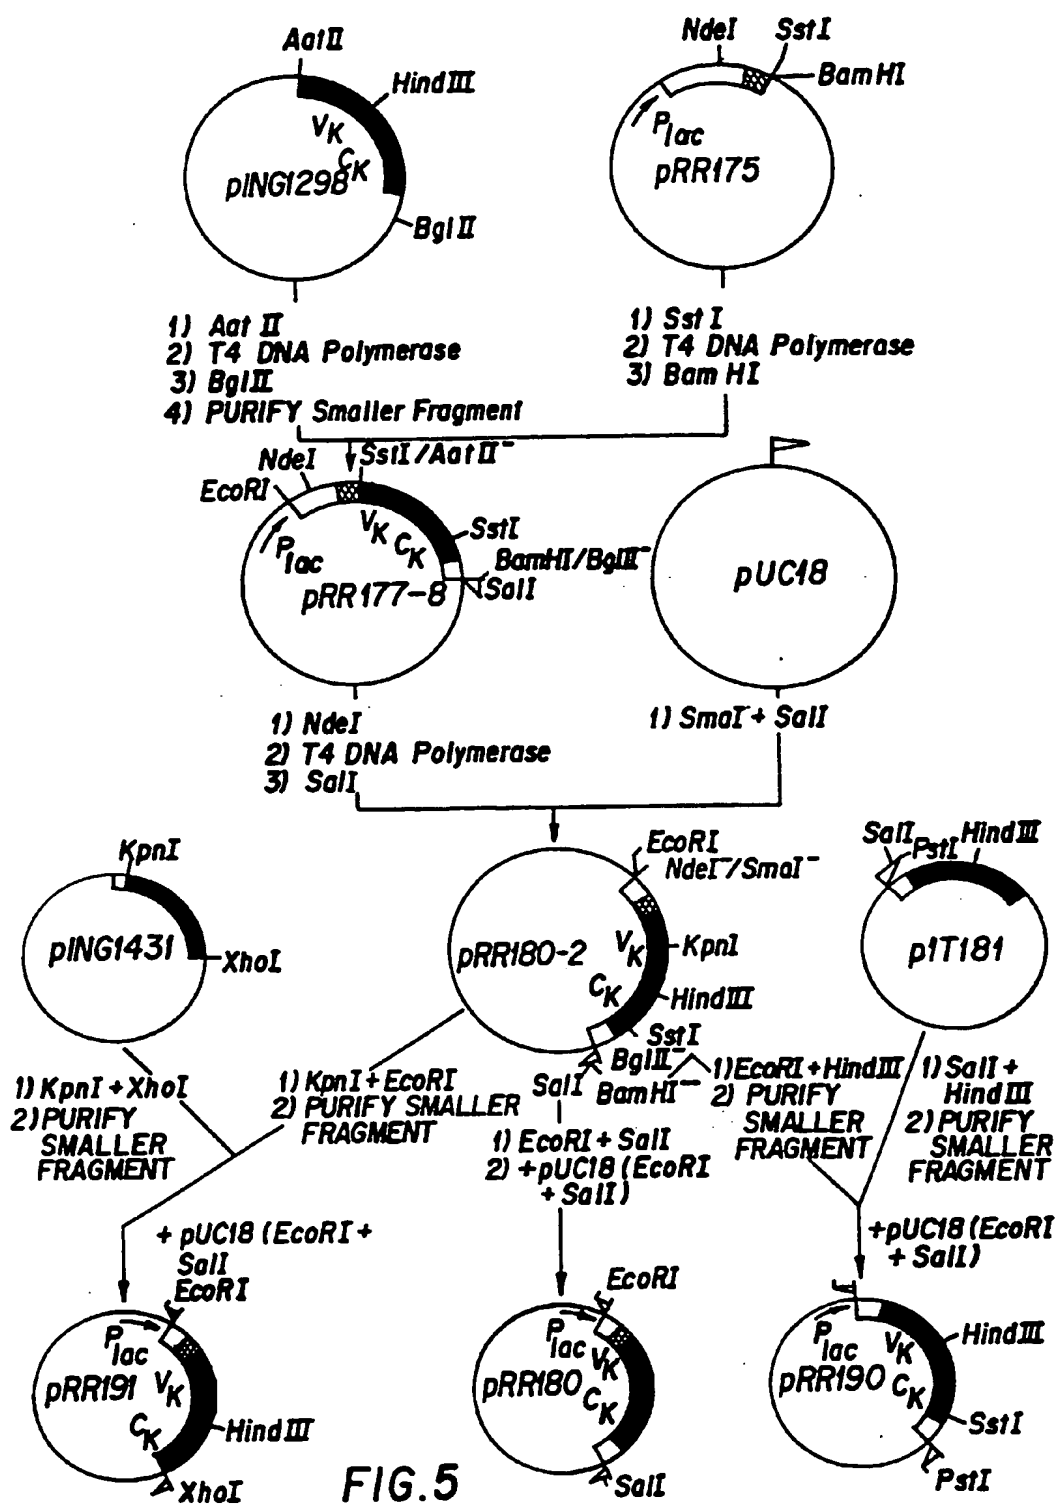 AatII
HindIII
VK
CK
pING1298
BglII
NdeI
SstI
BamHI
Plac
pRR175
1) AatII
2) T4 DNA Polymerase
3) BglII
4) PURIFY Smaller Fragment
1) SstI
2) T4 DNA Polymerase
3) BamHI
NdeI
SstI/AatII-
EcoRI
VK
CK
SstI
Plac
BamHI/BglII-
SalI
pRR177-8
pUC18
1) NdeI
2) T4 DNA Polymerase
3) SalI
1) SmaI + SalI
KpnI
pING1431
XhoI
EcoRI
NdeI-/SmaI-
pRR180-2
VK
KpnI
CK
HindIII
SstI
BglII-
BamHI-
SalI
SalI
PstI
HindIII
p1T181
1) KpnI + XhoI
2) PURIFY
SMALLER
FRAGMENT
1) KpnI + EcoRI
2) PURIFY SMALLER
FRAGMENT
1) EcoRI + SalI
2) +pUC18 (EcoRI
+ SalI)
1) EcoRI + HindIII
2) PURIFY
SMALLER
FRAGMENT
1) SalI +
HindIII
2) PURIFY
SMALLER
FRAGMENT
+ pUC18 (EcoRI +
SalI
EcoRI
Plac
pRR191
VK
CK
HindIII
XhoI
EcoRI
Plac
VK
pRR180
CK
SalI
+pUC18 (EcoRI
+ SalI)
Plac
VK
HindIII
pRR190
CK
SstI
PstI
FIG.5